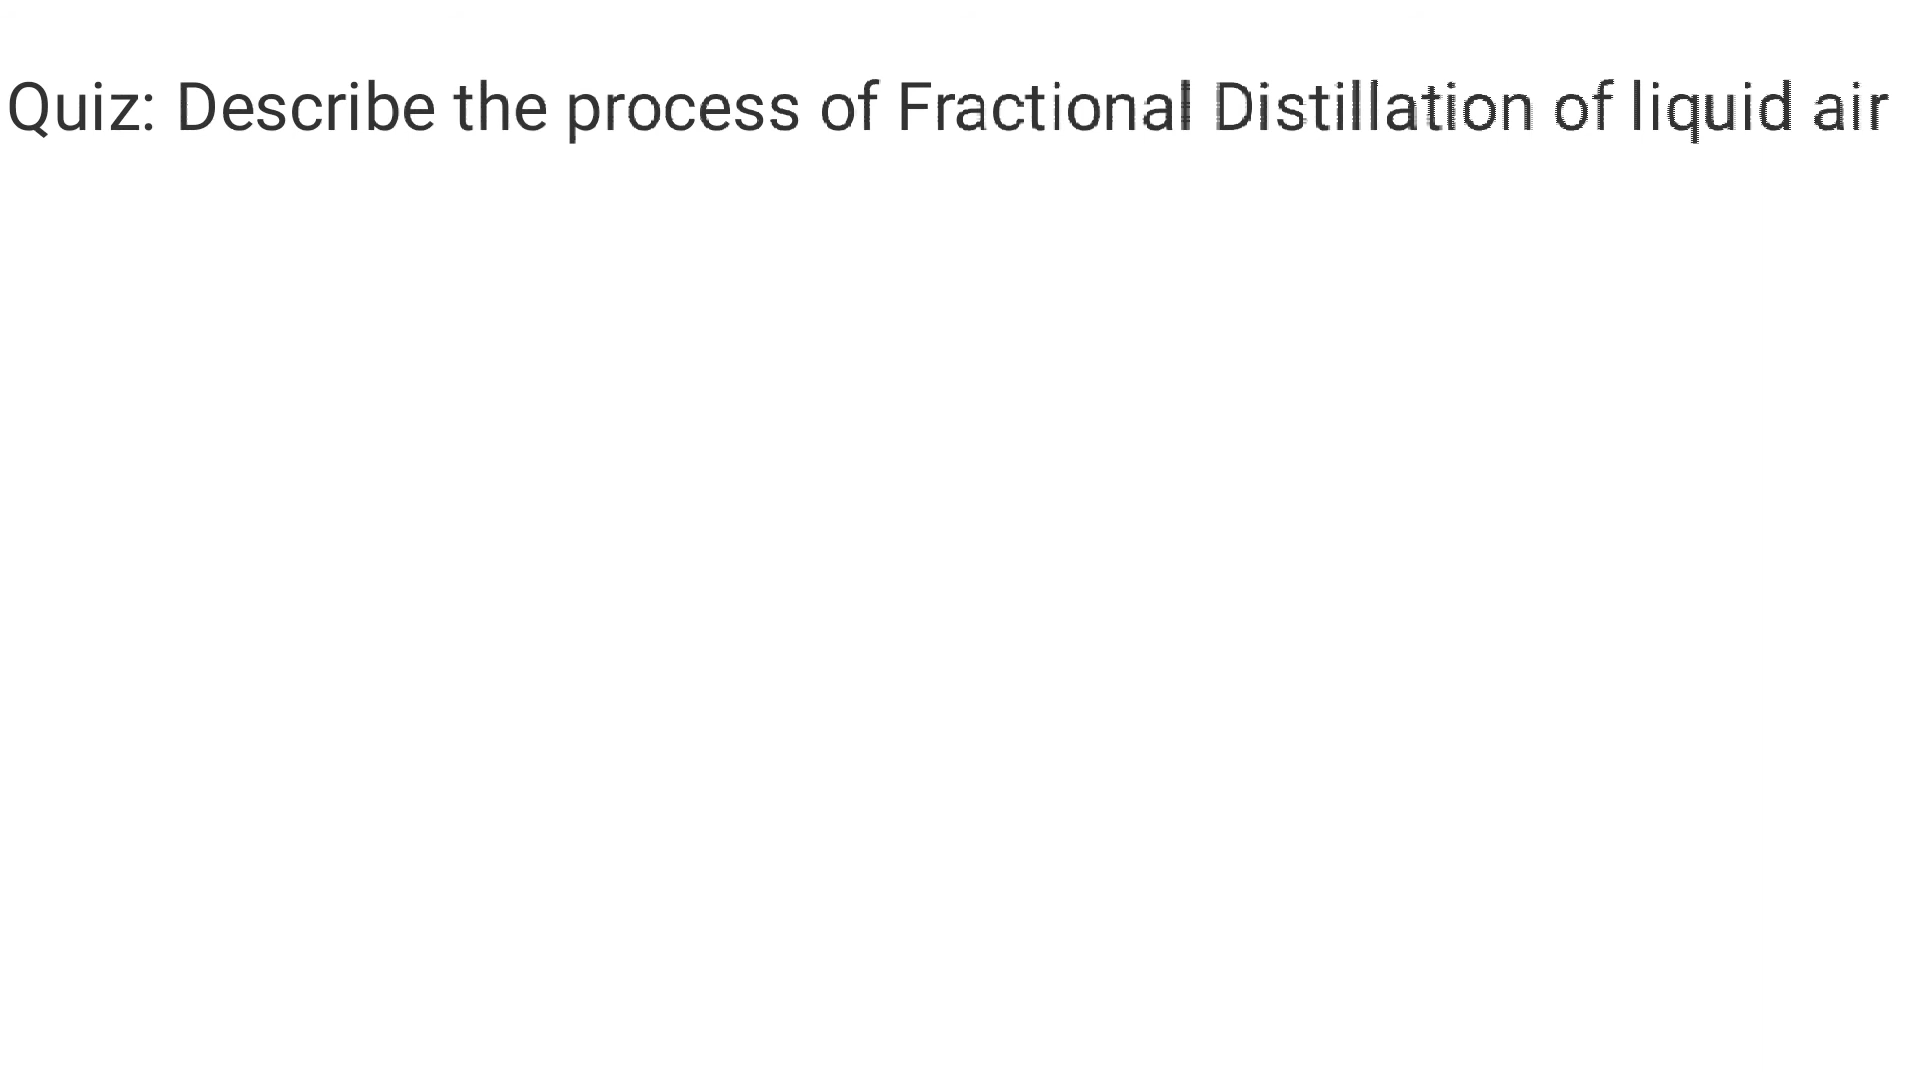 Quiz: Describe the process of Fractional Distillation of liquid air